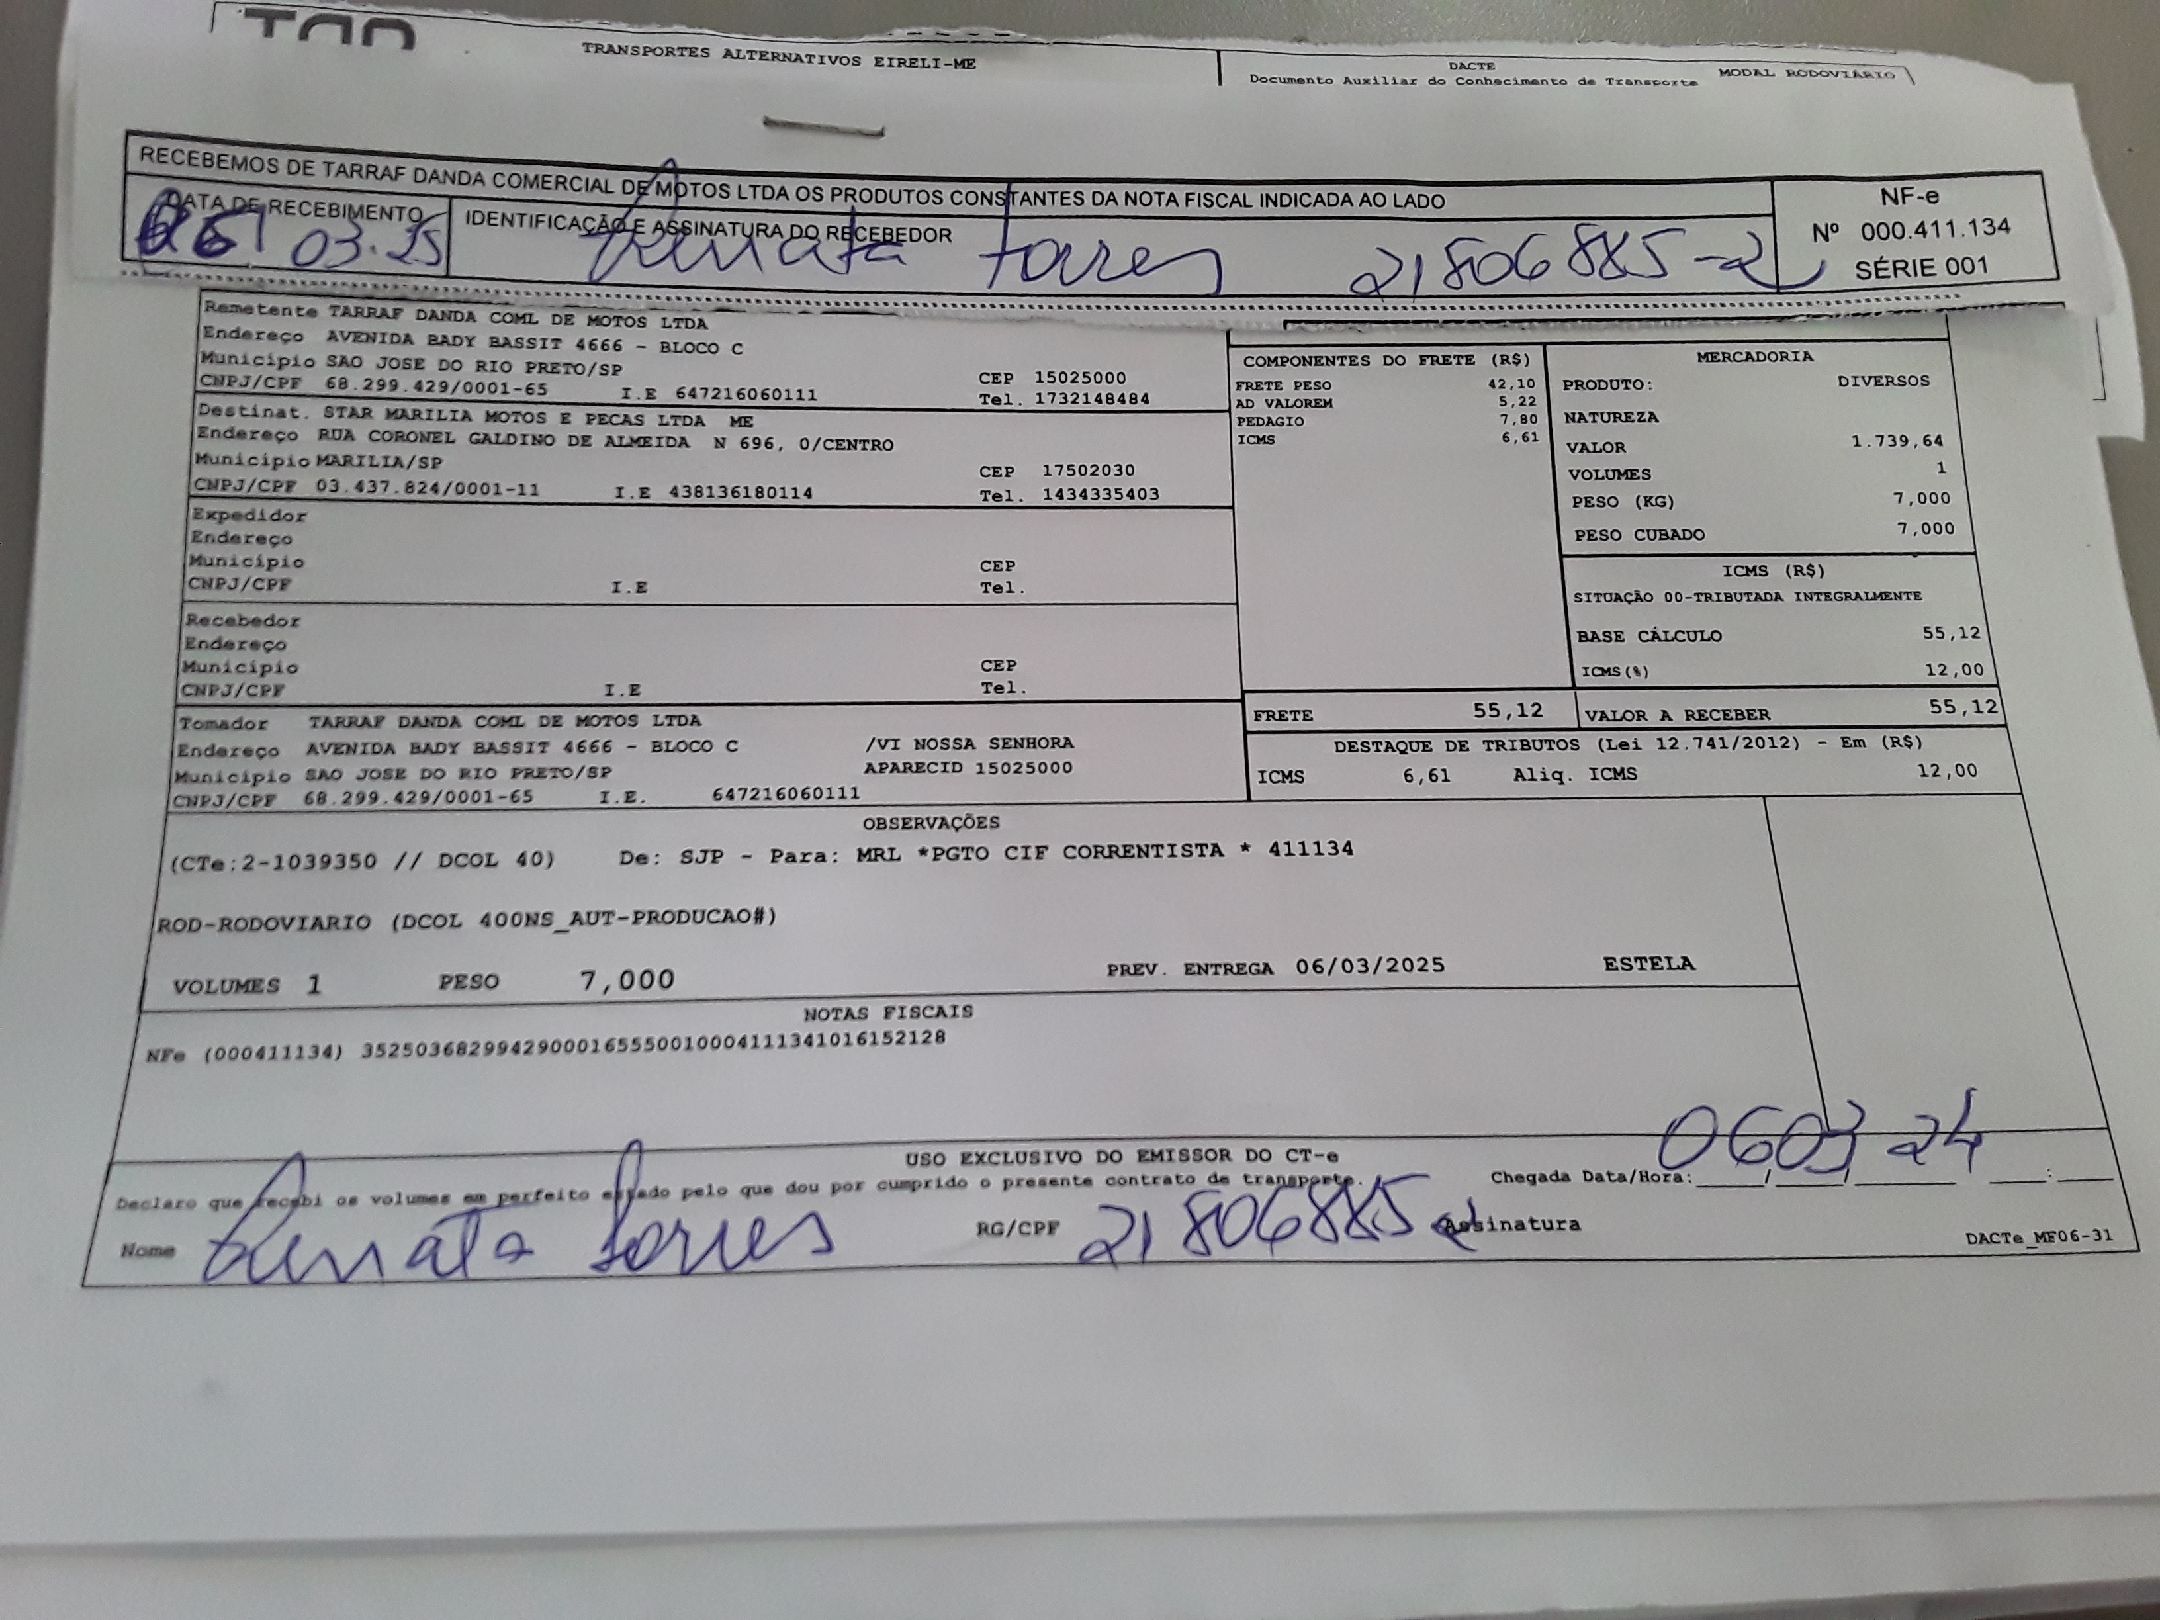 TRANSPORTES ALTERNATIVOS EIRELI-ME
DACTE
Documento Auxiliar do Conhecimento de Transporte
MODAL RODOVIÁRIO
RECEBEMOS DE TARRAF DANDA COMERCIAL DE MOTOS LTDA OS PRODUTOS CONSTANTES DA NOTA FISCAL INDICADA AO LADO
DATA DE RECEBIMENTO
03.25
IDENTIFICAÇÃO E ASSINATURA DO RECEBEDOR
Renata Torres 21806885-2
NF-e
Nº 000.411.134
SÉRIE 001
Remetente TARRAF DANDA COML DE MOTOS LTDA
Endereço AVENIDA BADY BASSIT 4666 - BLOCO C
Município SAO JOSE DO RIO PRETO/SP CEP 15025000
CNPJ/CPF 68.299.429/0001-65 I.E 647216060111 Tel. 1732148484
Destinat. STAR MARILIA MOTOS E PECAS LTDA ME
Endereço RUA CORONEL GALDINO DE ALMEIDA N 696, 0/CENTRO
Município MARILIA/SP CEP 17502030
CNPJ/CPF 03.437.824/0001-11 I.E 438136180114 Tel. 1434335403
Expedidor
Endereço
Município CEP
CNPJ/CPF I.E Tel.
Recebedor
Endereço
Município CEP
CNPJ/CPF I.E Tel.
Tomador TARRAF DANDA COML DE MOTOS LTDA
Endereço AVENIDA BADY BASSIT 4666 - BLOCO C /VI NOSSA SENHORA
Município SAO JOSE DO RIO PRETO/SP APARECID 15025000
CNPJ/CPF 68.299.429/0001-65 I.E. 647216060111
COMPONENTES DO FRETE (R$)
FRETE PESO 42,10
AD VALOREM 5,22
PEDAGIO 7,80
ICMS 6,61
MERCADORIA
PRODUTO: DIVERSOS
NATUREZA
VALOR 1.739,64
VOLUMES 1
PESO (KG) 7,000
PESO CUBADO 7,000
ICMS (R$)
SITUAÇÃO 00-TRIBUTADA INTEGRALMENTE
BASE CÁLCULO 55,12
ICMS(%) 12,00
FRETE 55,12 VALOR A RECEBER 55,12
DESTAQUE DE TRIBUTOS (Lei 12.741/2012) - Em (R$)
ICMS 6,61 Aliq. ICMS 12,00
OBSERVAÇÕES
(CTe:2-1039350 // DCOL 40) De: SJP - Para: MRL *PGTO CIF CORRENTISTA * 411134
ROD-RODOVIARIO (DCOL 400NS_AUT-PRODUCAO#)
VOLUMES 1 PESO 7,000 PREV. ENTREGA 06/03/2025 ESTELA
NOTAS FISCAIS
NFe (000411134) 35250368299429000165550010004111341016152128
USO EXCLUSIVO DO EMISSOR DO CT-e
Declaro que recebi os volumes em perfeito estado pelo que dou por cumprido o presente contrato de transporte.
Chegada Data/Hora: 06 03 24
Nome Renata Torres RG/CPF 21806885 2 Assinatura
DACTe_MF06-31